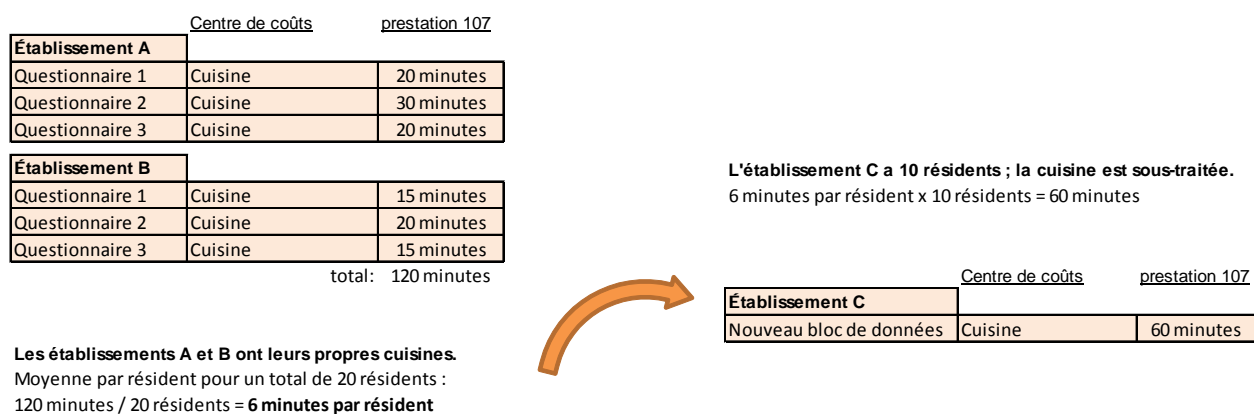 Centre de coûts prestation 107
Établissement A
Questionnaire 1 Cuisine 20 minutes
Questionnaire 2 Cuisine 30 minutes
Questionnaire 3 Cuisine 20 minutes
Établissement B
Questionnaire 1 Cuisine 15 minutes
Questionnaire 2 Cuisine 20 minutes
Questionnaire 3 Cuisine 15 minutes
total: 120 minutes
Les établissements A et B ont leurs propres cuisines.
Moyenne par résident pour un total de 20 résidents :
120 minutes / 20 résidents = 6 minutes par résident
L'établissement C a 10 résidents ; la cuisine est sous-traitée.
6 minutes par résident x 10 résidents = 60 minutes
Centre de coûts prestation 107
Établissement C
Nouveau bloc de données Cuisine 60 minutes